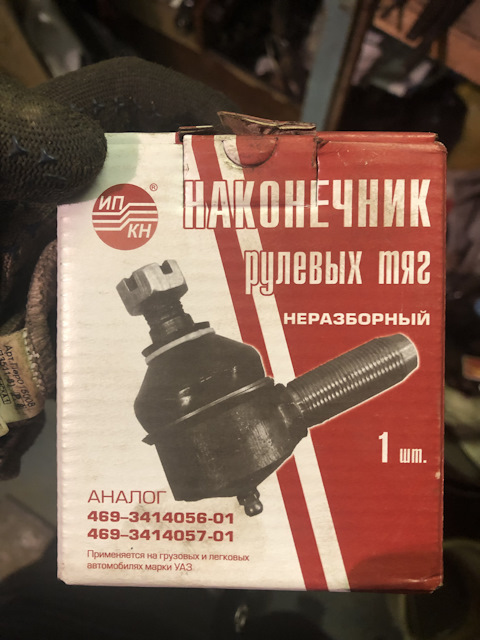 ИП
КН
®
НАКОНЕЧНИК
рулевых тяг
НЕРАЗБОРНЫЙ
1 шт.
АНАЛОГ
469-3414056-01
469-3414057-01
Применяется на грузовых и легковых
автомобилях марки УАЗ